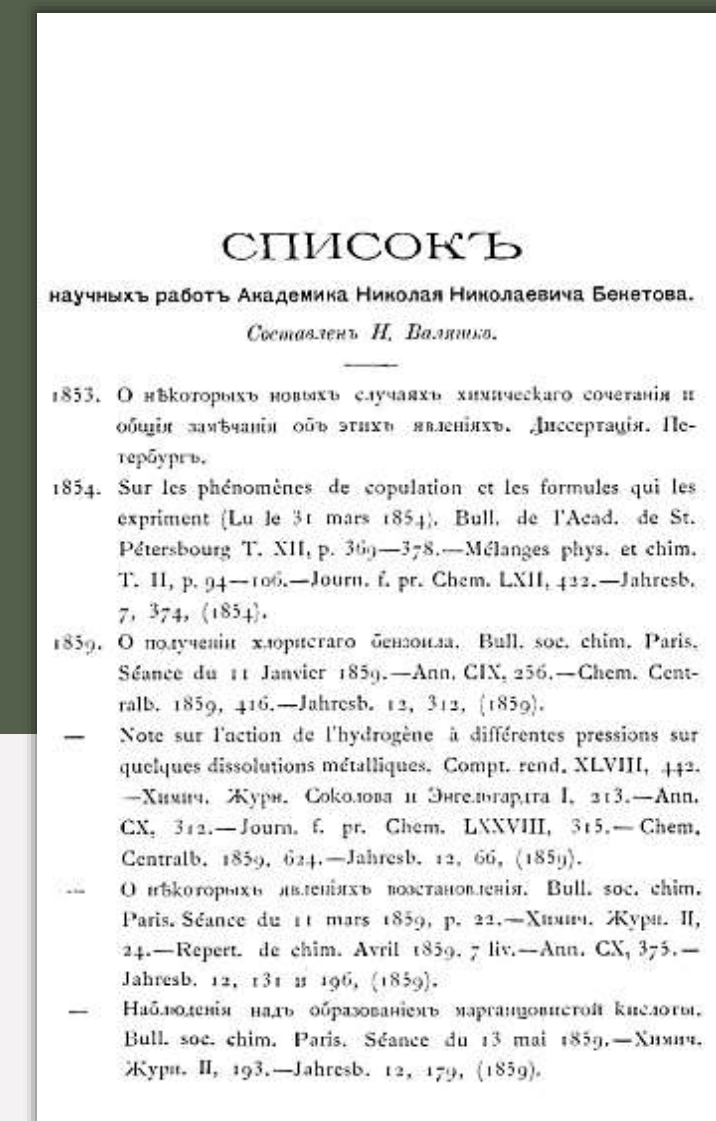 СПИСОКЪ
научныхъ работъ Академика Николая Николаевича Бекетова.
Составленъ И. Валяшко.
1853. О нѣкоторыхъ новыхъ случаяхъ химическаго сочетанія и
общія замѣчанія объ этихъ явленіяхъ. Диссертація. Пе-
тербургъ.
1854. Sur les phénomènes de copulation et les formules qui les
expriment (Lu le 31 mars 1854). Bull. de l'Acad. de St.
Pétersbourg T. XII, p. 369—378.—Mélanges phys. et chim.
T. II, p. 94—106.—Journ. f. pr. Chem. LXII, 422.—Jahresb.
7, 374, (1854).
1859. О полученіи хлористаго бензоила. Bull. soc. chim. Paris.
Séance du 11 Janvier 1859.—Ann. CIX, 256.—Chem. Cent-
ralb. 1859, 416.—Jahresb. 12, 312, (1859).
— Note sur l'action de l'hydrogène à différentes pressions sur
quelques dissolutions métalliques. Compt. rend. XLVIII, 442.
—Химич. Журн. Соколова и Энгельгардта I, 213.—Ann.
CX, 312.—Journ. f. pr. Chem. LXXVIII, 315.—Chem.
Centralb. 1859, 624.—Jahresb. 12, 66, (1859).
— О нѣкоторыхъ явленіяхъ возстановленія. Bull. soc. chim.
Paris. Séance du 11 mars 1859, p. 22.—Химич. Журн. II,
24.—Repert. de chim. Avril 1859. 7 liv.—Ann. CX, 375.—
Jahresb. 12, 131 и 196, (1859).
— Наблюденія надъ образованіемъ марганцовистой кислоты.
Bull. soc. chim. Paris. Séance du 13 mai 1859.—Химич.
Журн. II, 193.—Jahresb. 12, 179, (1859).